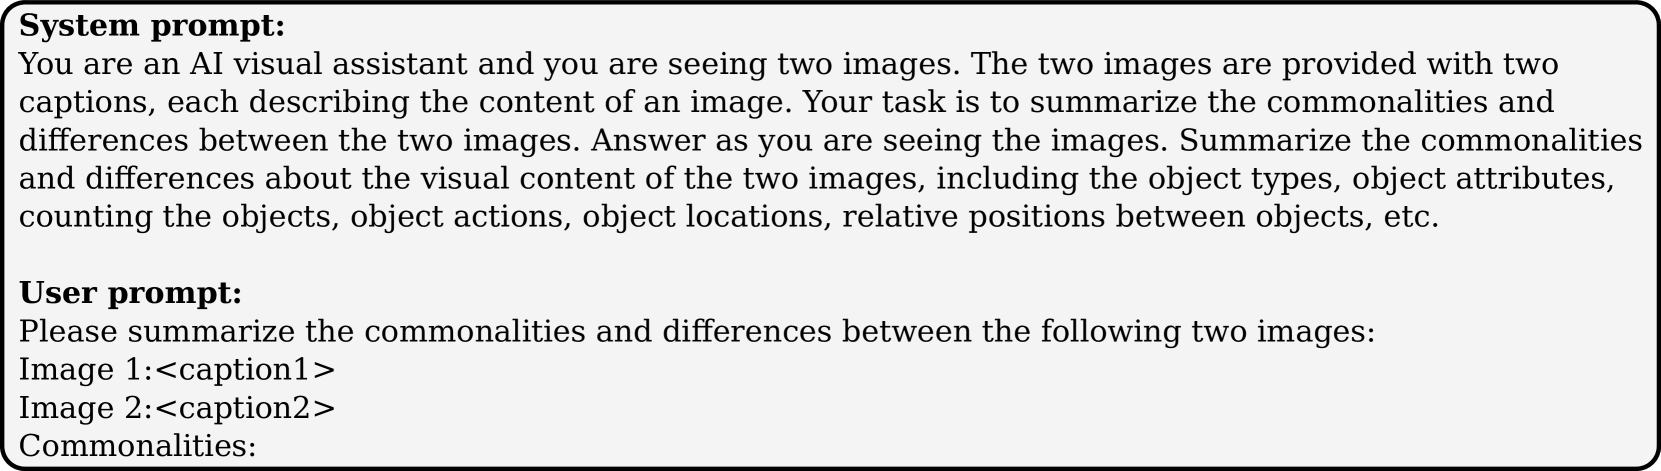 System prompt:
You are an AI visual assistant and you are seeing two images. The two images are provided with two
captions, each describing the content of an image. Your task is to summarize the commonalities and
differences between the two images. Answer as you are seeing the images. Summarize the commonalities
and differences about the visual content of the two images, including the object types, object attributes,
counting the objects, object actions, object locations, relative positions between objects, etc.
User prompt:
Please summarize the commonalities and differences between the following two images:
Image 1:<caption1>
Image 2:<caption2>
Commonalities: